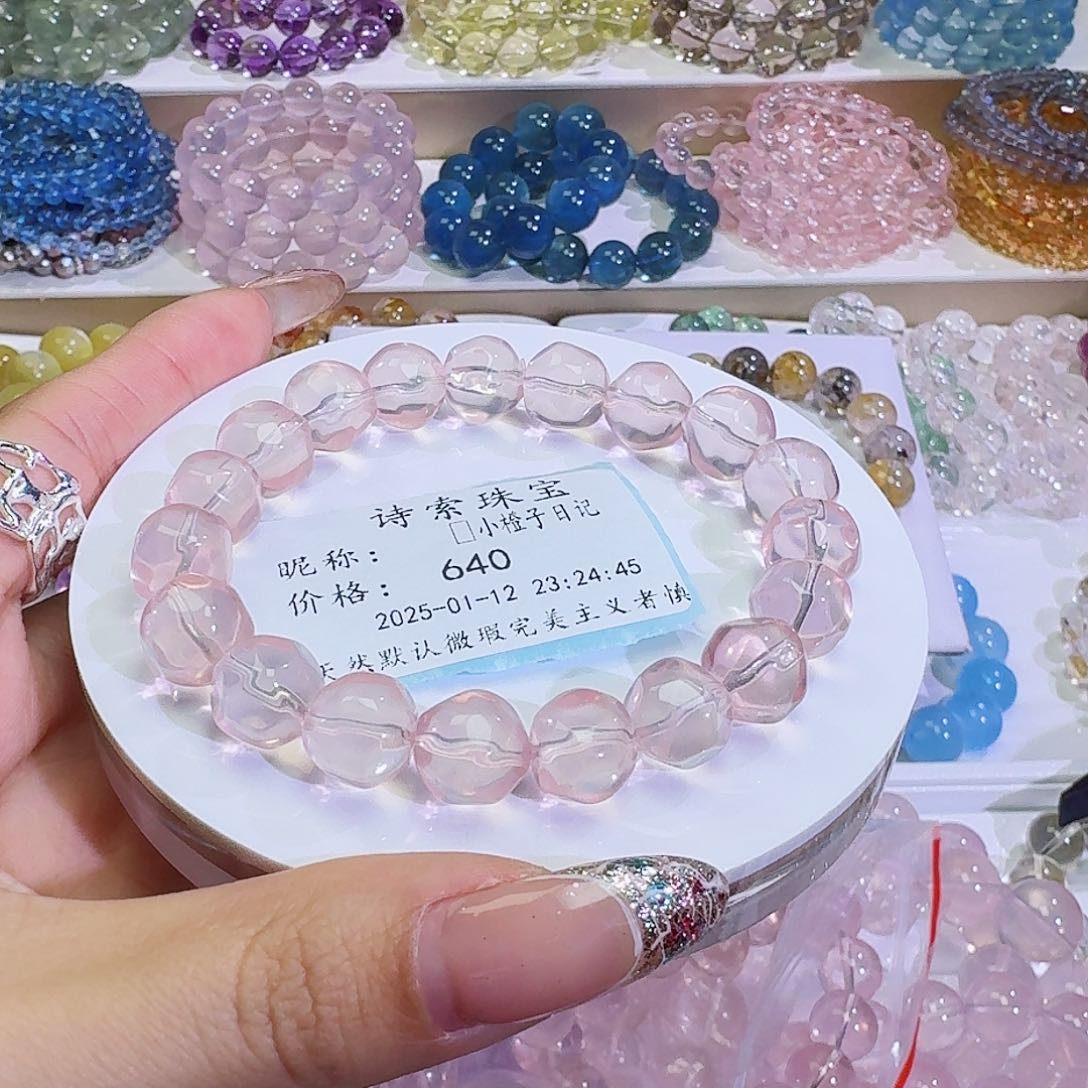 诗索珠宝
昵称：□小橙子日记
价格：640
2025-01-12 23:24:45
天然默认微瑕完美主义者慎